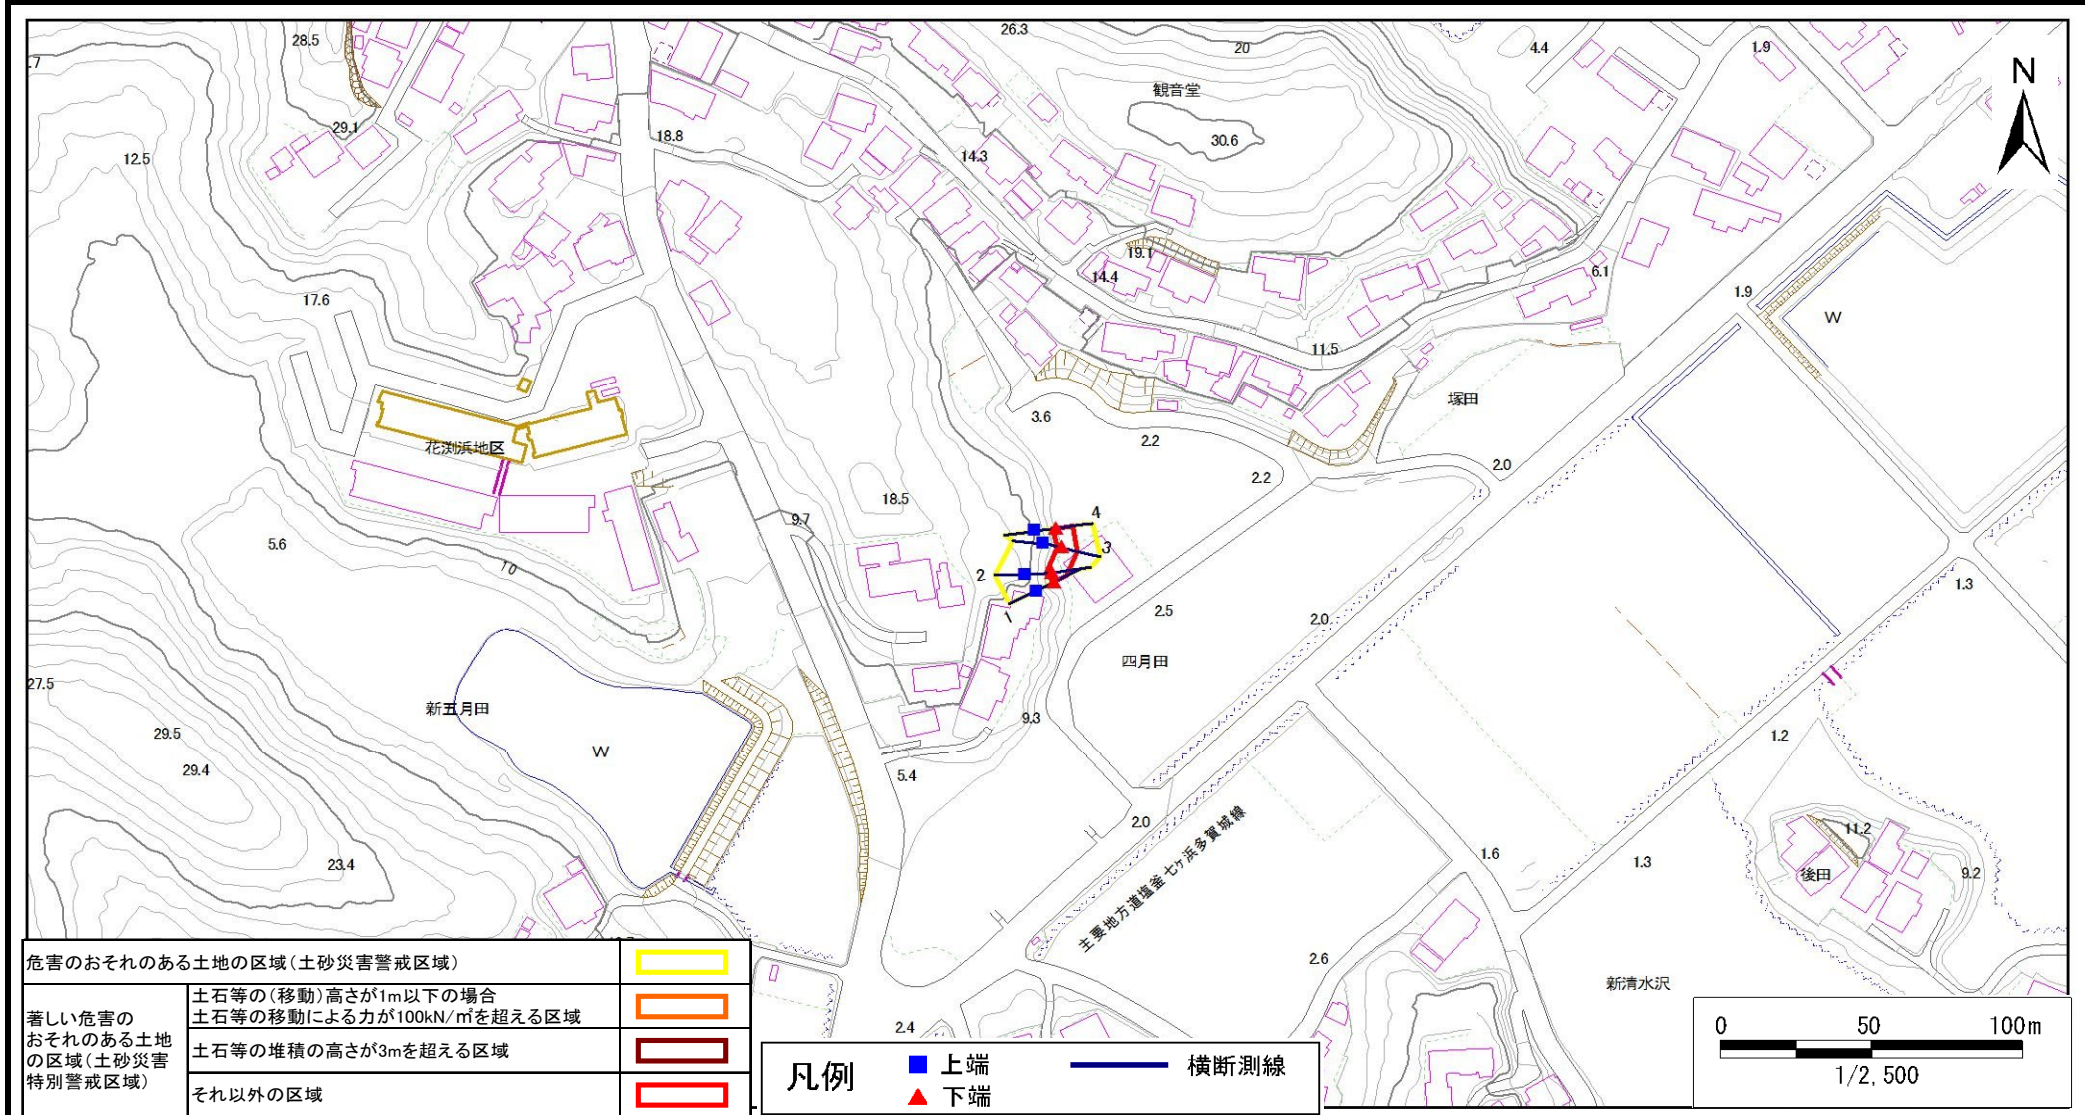 28.5
26.3
20
4.4
1.9
N
.7
観音堂
29.1
18.8
30.6
12.5
14.3
19.1
14.4
6.1
17.6
1.9
W
11.5
塚田
3.6
2.2
花渕浜地区
2.0
2.2
18.5
9.7
4
5.6
10
3
2
1
2.5
2.0
1.3
四月田
27.5
新五月田
9.3
29.5
W
1.2
29.4
5.4
2.0
主要地方道塩釜七ケ浜多賀城線
11.2
23.4
1.6
1.3
後田
9.2
2.6
新清水沢
2.4
危害のおそれのある土地の区域(土砂災害警戒区域)
著しい危害の
おそれのある土地
の区域(土砂災害
特別警戒区域)
土石等の(移動)高さが1m以下の場合
土石等の移動による力が100kN/㎡を超える区域
土石等の堆積の高さが3mを超える区域
それ以外の区域
凡例
上端
下端
横断測線
0 50 100m
1/2,500